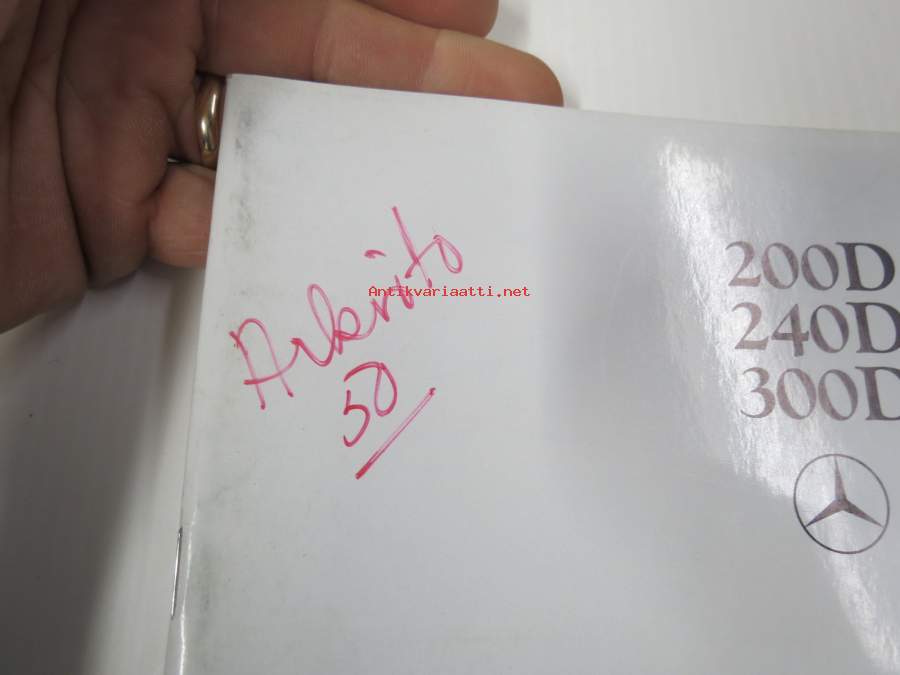 Arkisto
50
Antikvariaatti.net
200D
240D
300D